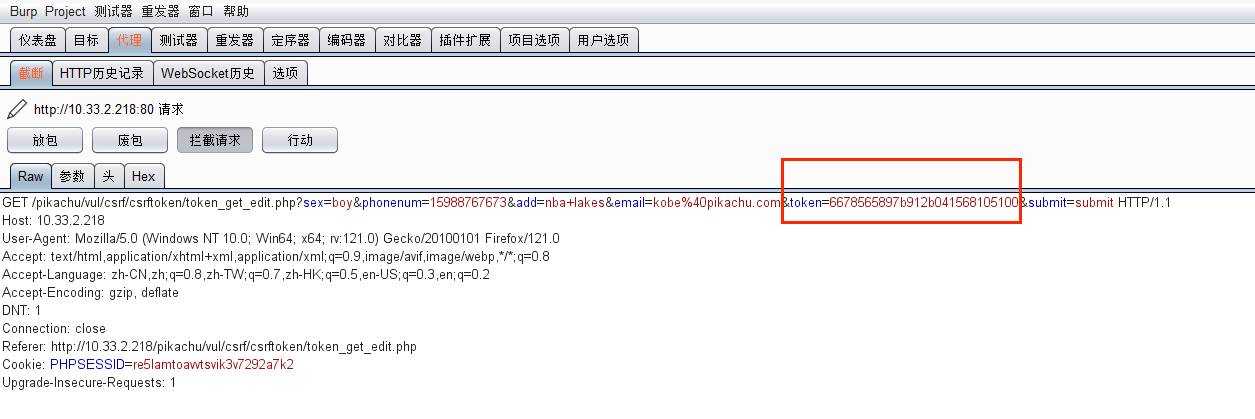 Burp Project 测试器 重发器 窗口 帮助
仪表盘 目标 代理 测试器 重发器 定序器 编码器 对比器 插件扩展 项目选项 用户选项
截断 HTTP历史记录 WebSocket历史 选项
http://10.33.2.218:80 请求
放包 废包 拦截请求 行动
Raw 参数 头 Hex
GET /pikachu/vul/csrf/csrftoken/token_get_edit.php?sex=boy&phonenum=15988767673&add=nba+lakes&email=kobe%40pikachu.com&token=6678565897b912b041568105100&submit=submit HTTP/1.1
Host: 10.33.2.218
User-Agent: Mozilla/5.0 (Windows NT 10.0; Win64; x64; rv:121.0) Gecko/20100101 Firefox/121.0
Accept: text/html,application/xhtml+xml,application/xml;q=0.9,image/avif,image/webp,*/*;q=0.8
Accept-Language: zh-CN,zh;q=0.8,zh-TW;q=0.7,zh-HK;q=0.5,en-US;q=0.3,en;q=0.2
Accept-Encoding: gzip, deflate
DNT: 1
Connection: close
Referer: http://10.33.2.218/pikachu/vul/csrf/csrftoken/token_get_edit.php
Cookie: PHPSESSID=re5lamtoavvtsvik3v7292a7k2
Upgrade-Insecure-Requests: 1